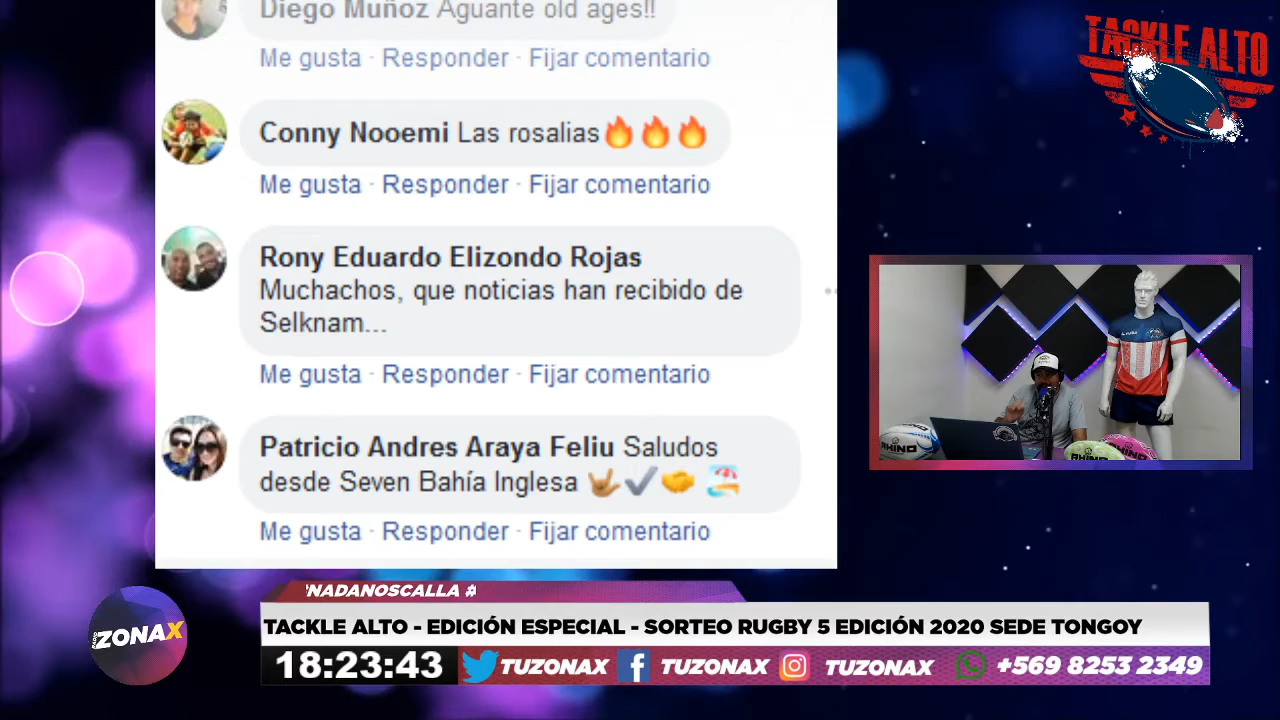 Diego Muñoz Aguante old ages!!
Me gusta · Responder · Fijar comentario
Conny Nooemi Las rosalias🔥🔥🔥
Me gusta · Responder · Fijar comentario
Rony Eduardo Elizondo Rojas
Muchachos, que noticias han recibido de
Selknam...
Me gusta · Responder · Fijar comentario
Patricio Andres Araya Feliu Saludos
desde Seven Bahía Inglesa 🤟✔️🤝 🏖️
Me gusta · Responder · Fijar comentario
TACKLE ALTO
RHINO
RHINO
'NADANOSCALLA #
ZONAX
TACKLE ALTO - EDICIÓN ESPECIAL - SORTEO RUGBY 5 EDICIÓN 2020 SEDE TONGOY
18:23:43 TUZONAX TUZONAX TUZONAX +569 8253 2349